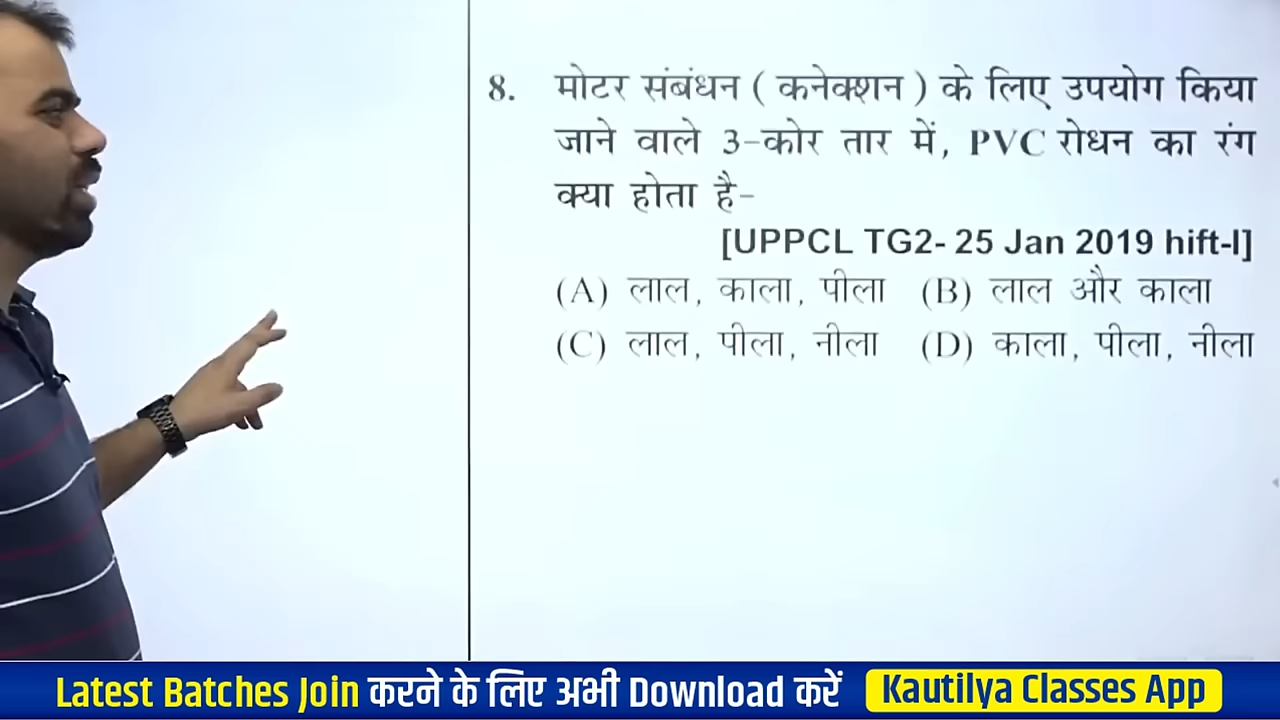 8. मोटर संबंधन ( कनेक्शन ) के लिए उपयोग किया
जाने वाले 3-कोर तार में, PVC रोधन का रंग
क्या होता है-
[UPPCL TG2- 25 Jan 2019 hift-I]
(A) लाल, काला, पीला (B) लाल और काला
(C) लाल, पीला, नीला (D) काला, पीला, नीला
Latest Batches Join करने के लिए अभी Download करें Kautilya Classes App